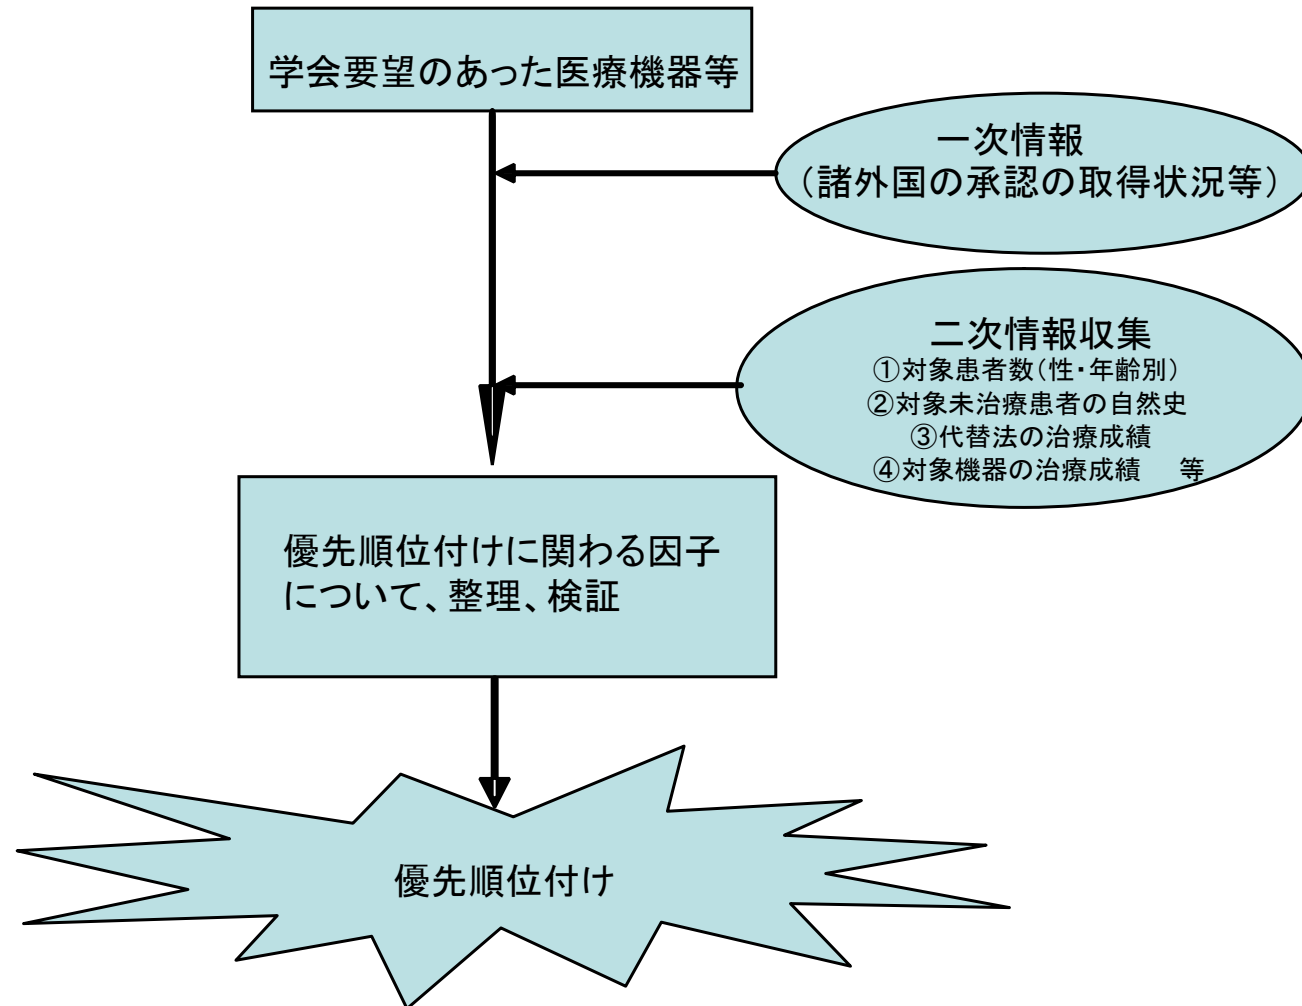 学会要望のあった医療機器等
一次情報
（諸外国の承認の取得状況等）
二次情報収集
①対象患者数（性・年齢別）
②対象未治療患者の自然史
③代替法の治療成績
④対象機器の治療成績　等
優先順位付けに関わる因子
について、整理、検証
優先順位付け